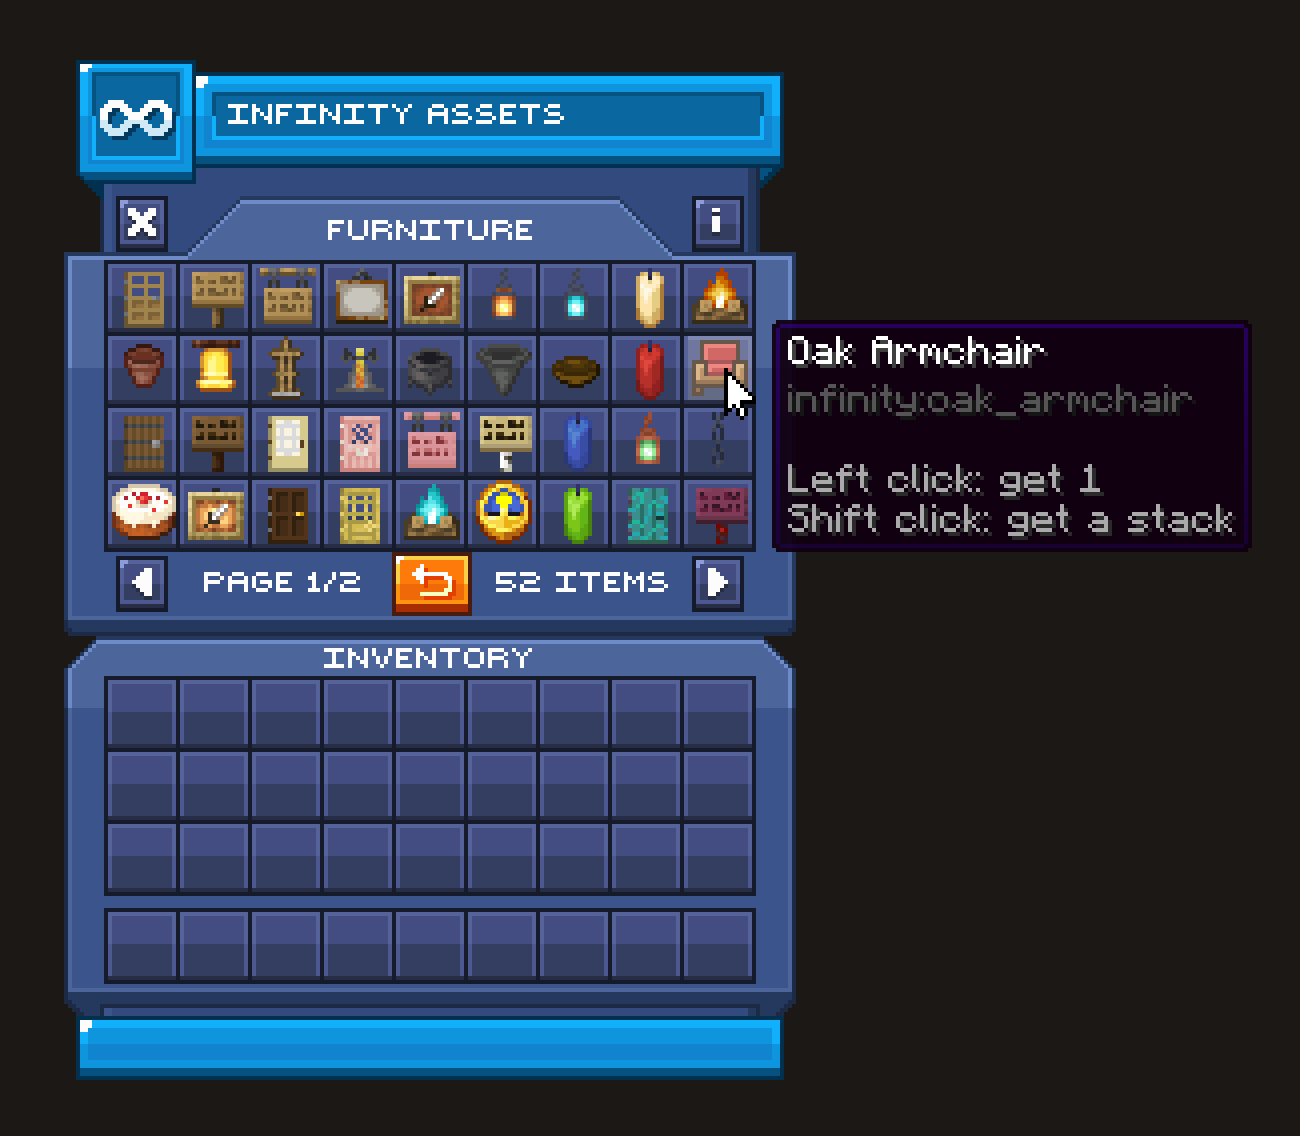 INFINITY ASSETS
FURNITURE
Oak Armchair
infinity:oak_armchair
Left click: get 1
Shift click: get a stack
PAGE 1/2
52 ITEMS
INVENTORY